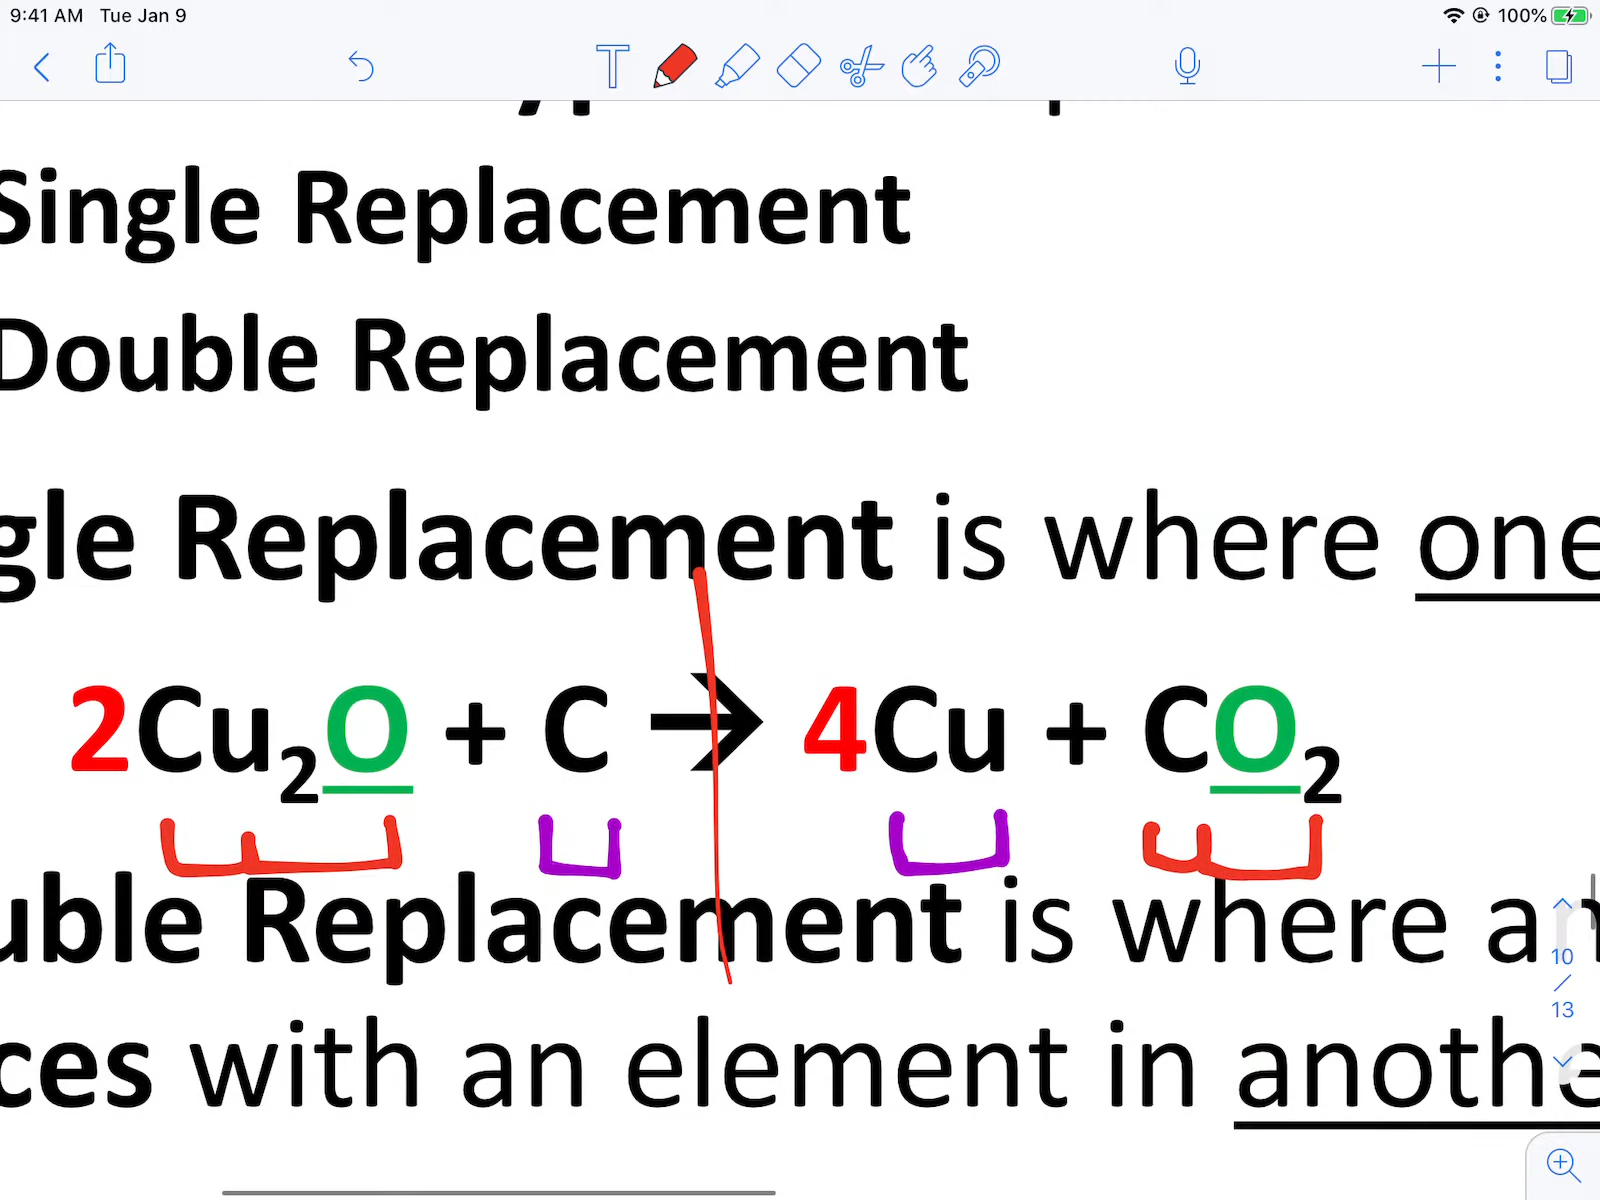 9:41 AM Tue Jan 9 100%
Single Replacement
Double Replacement
gle Replacement is where one
2Cu₂O + C → 4Cu + CO₂
uble Replacement is where an
ces with an element in anothe
10
/
13